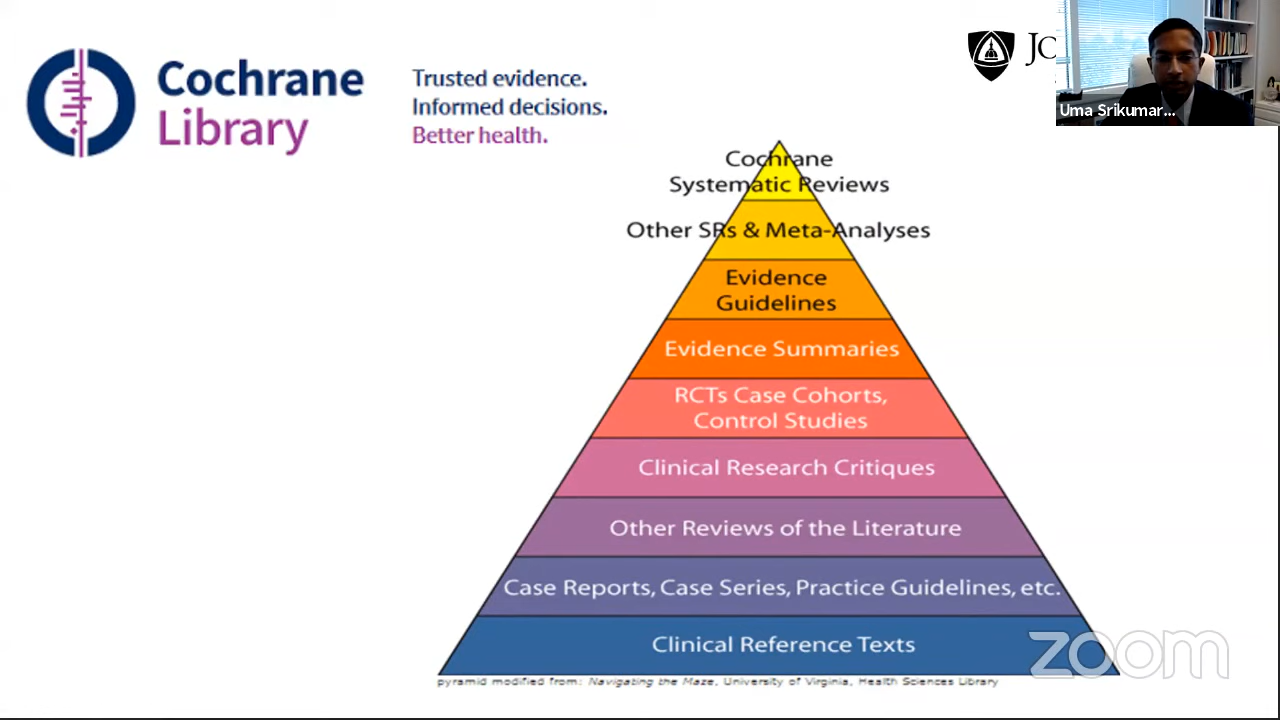 Cochrane
Library
Trusted evidence.
Informed decisions.
Better health.
JC
Uma Srikumar...
Cochrane
Systematic Reviews
Other SRs & Meta-Analyses
Evidence
Guidelines
Evidence Summaries
RCTs Case Cohorts,
Control Studies
Clinical Research Critiques
Other Reviews of the Literature
Case Reports, Case Series, Practice Guidelines, etc.
Clinical Reference Texts
zoom
pyramid modified from: Navigating the Maze, University of Virginia, Health Sciences Library